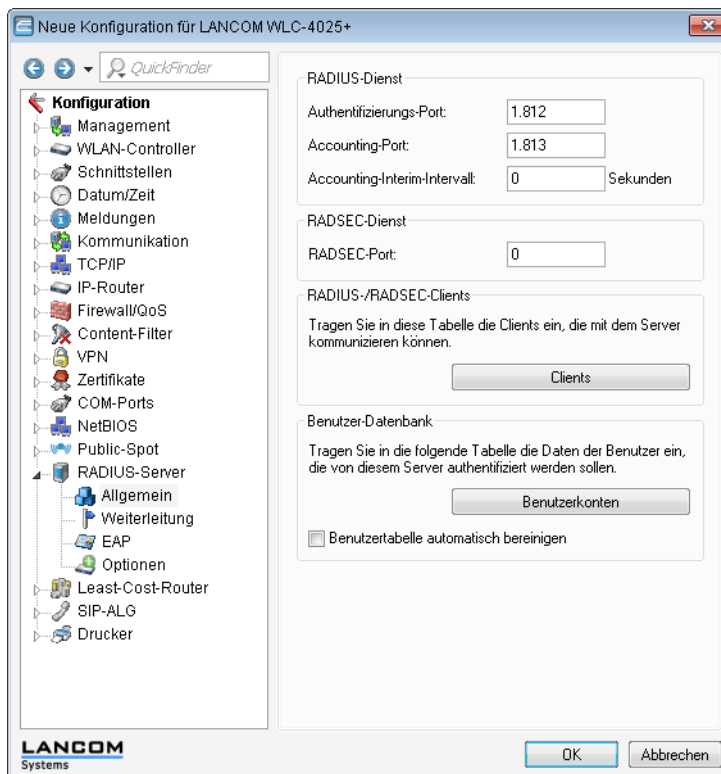 Neue Konfiguration für LANCOM WLC-4025+
QuickFinder
Konfiguration
Management
WLAN-Controller
Schnittstellen
Datum/Zeit
Meldungen
Kommunikation
TCP/IP
IP-Router
Firewall/QoS
Content-Filter
VPN
Zertifikate
COM-Ports
NetBIOS
Public-Spot
RADIUS-Server
Allgemein
Weiterleitung
EAP
Optionen
Least-Cost-Router
SIP-ALG
Drucker
RADIUS-Dienst
Authentifizierungs-Port: 1.812
Accounting-Port: 1.813
Accounting-Interim-Intervall: 0 Sekunden
RADSEC-Dienst
RADSEC-Port: 0
RADIUS-/RADSEC-Clients
Tragen Sie in diese Tabelle die Clients ein, die mit dem Server
kommunizieren können.
Clients
Benutzer-Datenbank
Tragen Sie in die folgende Tabelle die Daten der Benutzer ein,
die von diesem Server authentifiziert werden sollen.
Benutzerkonten
Benutzertabelle automatisch bereinigen
LANCOM
Systems
OK Abbrechen